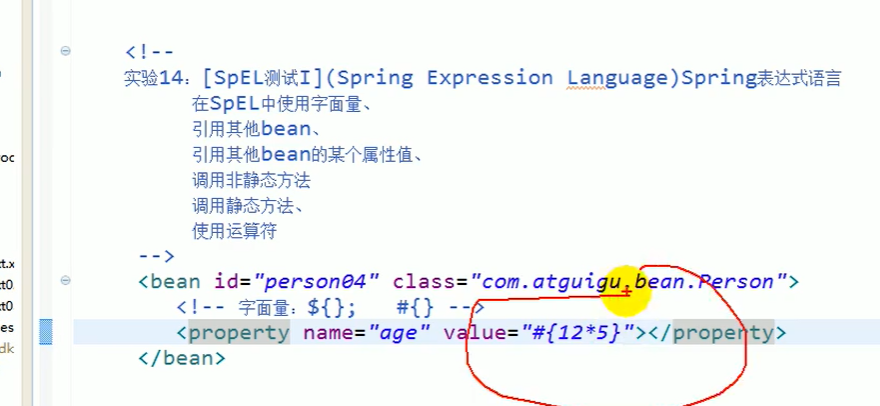 <!--
实验14：[SpEL测试I](Spring Expression Language)Spring表达式语言
在SpEL中使用字面量、
引用其他bean、
引用其他bean的某个属性值、
调用非静态方法
调用静态方法、
使用运算符
-->
<bean id="person04" class="com.atguigu.bean.Person">
<!-- 字面量：${};   #{} -->
<property name="age" value="#{12*5}"></property>
</bean>
oc
t.x
t0
t0
es
dk